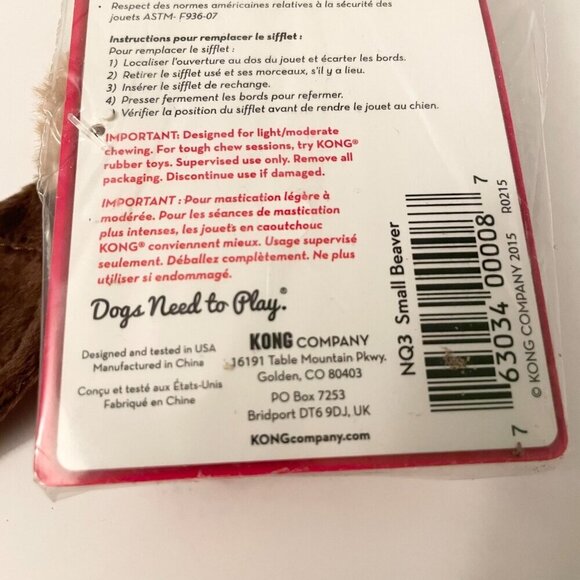 • Respect des normes américaines relatives à la sécurité des
jouets ASTM- F936-07
Instructions pour remplacer le sifflet :
Pour remplacer le sifflet :
1) Localiser l'ouverture au dos du jouet et écarter les bords.
2) Retirer le sifflet usé et ses morceaux, s'il y a lieu.
3) Insérer le sifflet de rechange.
4) Presser fermement les bords pour refermer.
) Vérifier la position du sifflet avant de rendre le jouet au chien.
IMPORTANT: Designed for light/moderate
chewing. For tough chew sessions, try KONG®
rubber toys. Supervised use only. Remove all
packaging. Discontinue use if damaged.
IMPORTANT : Pour mastication légère à
modérée. Pour les séances de mastication
plus intenses, les jouets en caoutchouc
KONG® conviennent mieux. Usage supervisé
seulement. Déballez complètement. Ne plus
utiliser si endommagé.
Dogs Need to Play.®
Designed and tested in USA
Manufactured in China
Conçu et testé aux États-Unis
Fabriqué en Chine
KONG COMPANY
16191 Table Mountain Pkwy.
Golden, CO 80403
PO Box 7253
Bridport DT6 9DJ, UK
KONGcompany.com
NQ3 Small Beaver
7 63034 00008 7
© KONG COMPANY 2015 R0215
7